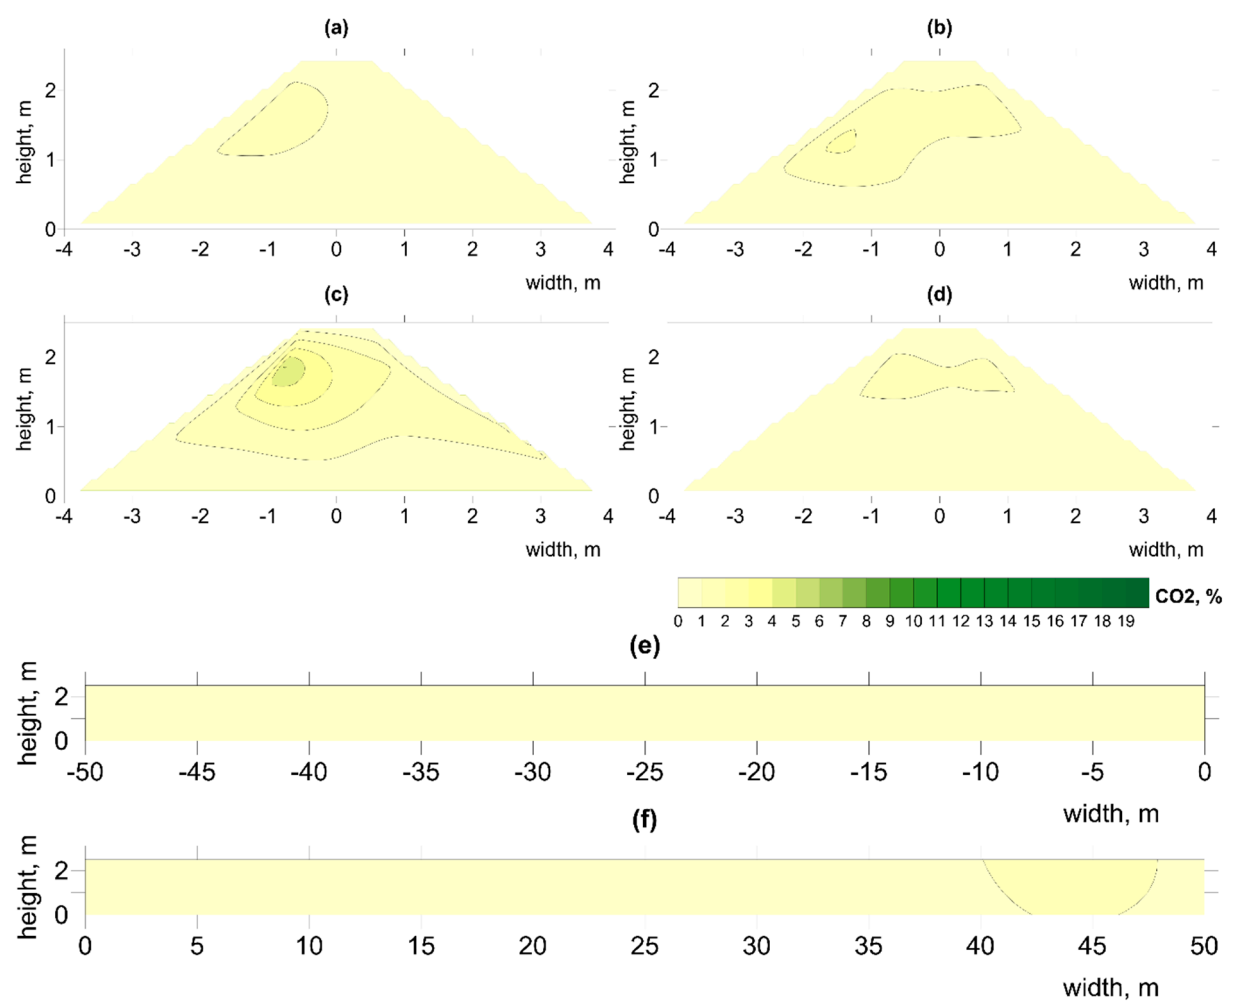 (a) (b)
height, m 2 1 0
-4 -3 -2 -1 0 1 2 3 4
width, m
height, m 2 1 0
-4 -3 -2 -1 0 1 2 3 4
width, m
(c) (d)
height, m 2 1 0
-4 -3 -2 -1 0 1 2 3 4
width, m
height, m 2 1 0
-4 -3 -2 -1 0 1 2 3 4
width, m
CO2, %
0 1 2 3 4 5 6 7 8 9 10 11 12 13 14 15 16 17 18 19
(e)
height, m 2 0
-50 -45 -40 -35 -30 -25 -20 -15 -10 -5 0
width, m
(f)
height, m 2 0
0 5 10 15 20 25 30 35 40 45 50
width, m